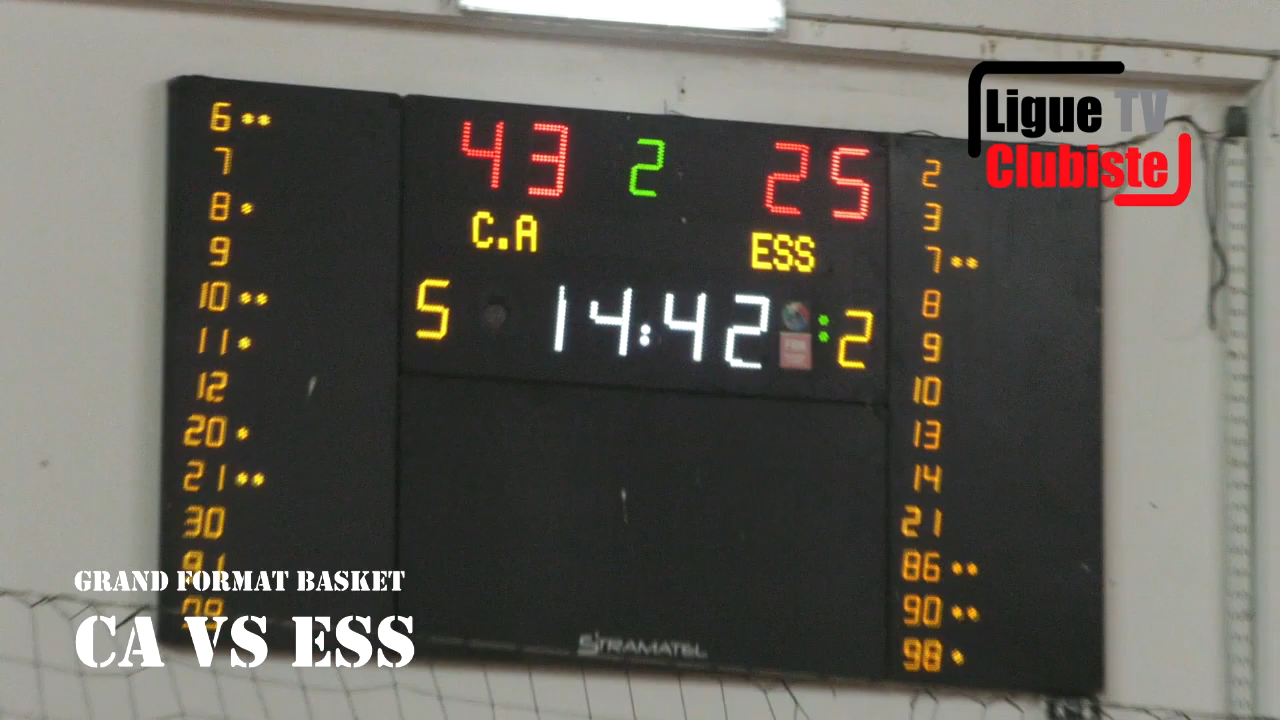 Ligue TV
Clubiste
43 2 25
C.A ESS
5 14:42 :2
6 **
7
8 *
9
10 **
11 *
12
20 *
21 **
30
2
3
7 **
8
9
10
13
14
21
86 **
90 **
98 *
STRAMATEL
GRAND FORMAT BASKET
CA VS ESS